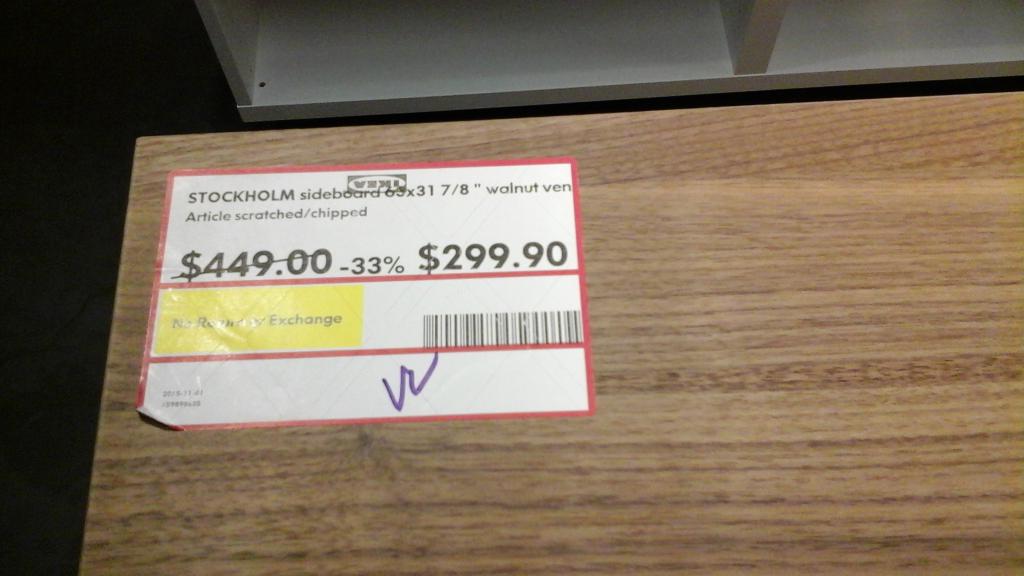 IKEA
STOCKHOLM sideboard 63x31 7/8 " walnut ven
Article scratched/chipped
$449.00 -33% $299.90
No Return or Exchange